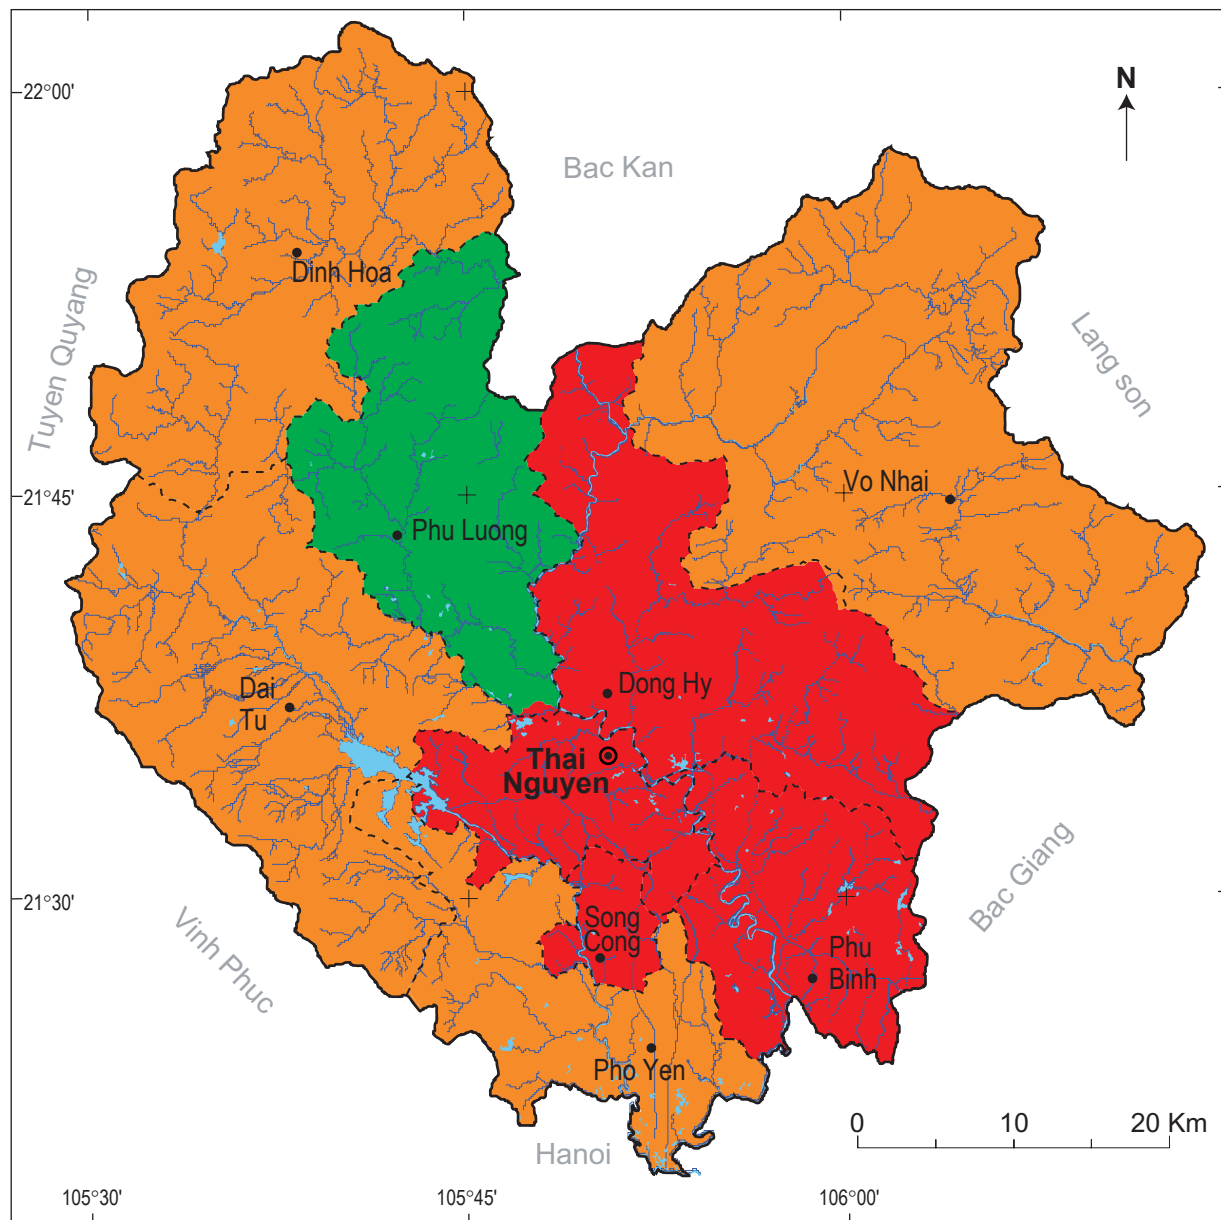 N
22°00'
Bac Kan
Dinh Hoa
Tuyen Quyang
Lang son
21°45'
Vo Nhai
Phu Luong
Dai
Tu
Dong Hy
Thai
Nguyen
Bac Giang
21°30'
Vinh Phuc
Song
Cong
Phu
Binh
Pho Yen
Hanoi
0 10 20 Km
105°30' 105°45' 106°00'